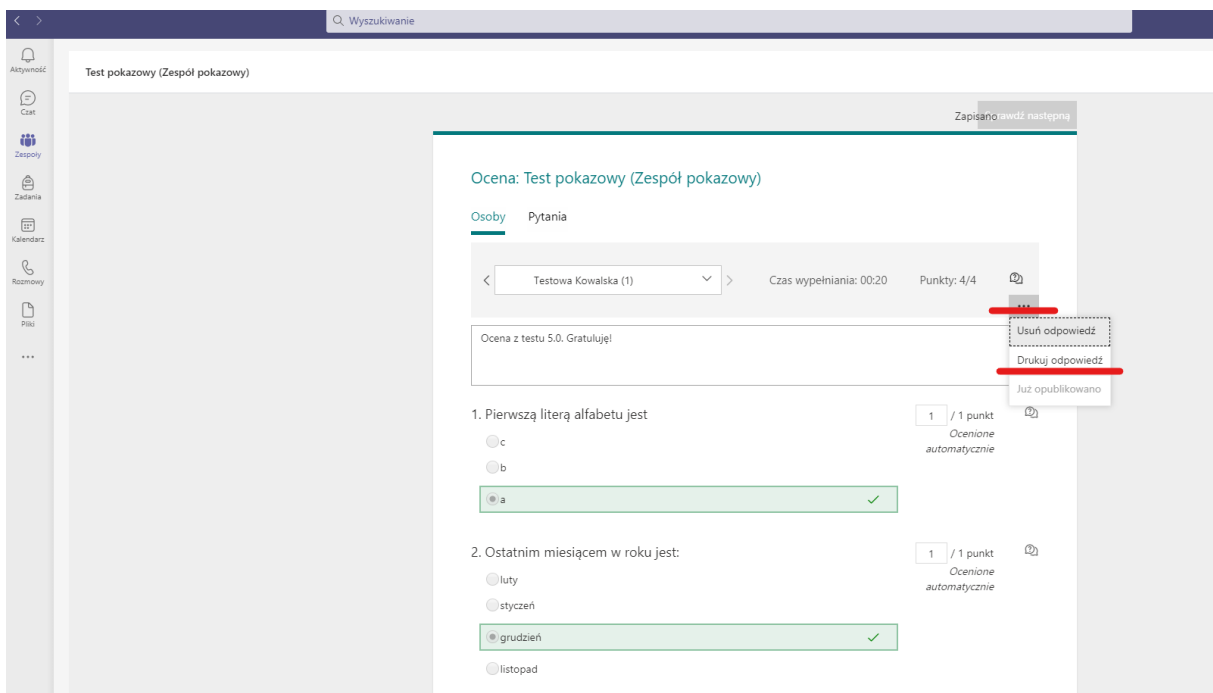 Wyszukiwanie
Aktywność
Czat
Zespoły
Zadania
Kalendarz
Rozmowy
Pliki
Test pokazowy (Zespół pokazowy)
Zapisano rawdź następną
Ocena: Test pokazowy (Zespół pokazowy)
Osoby Pytania
Testowa Kowalska (1) Czas wypełniania: 00:20 Punkty: 4/4
Usuń odpowiedź
Drukuj odpowiedź
Już opublikowano
Ocena z testu 5.0. Gratuluję!
1. Pierwszą literą alfabetu jest 1 / 1 punkt
Ocenione
automatycznie
c
b
a
2. Ostatnim miesiącem w roku jest: 1 / 1 punkt
Ocenione
automatycznie
luty
styczeń
grudzień
listopad